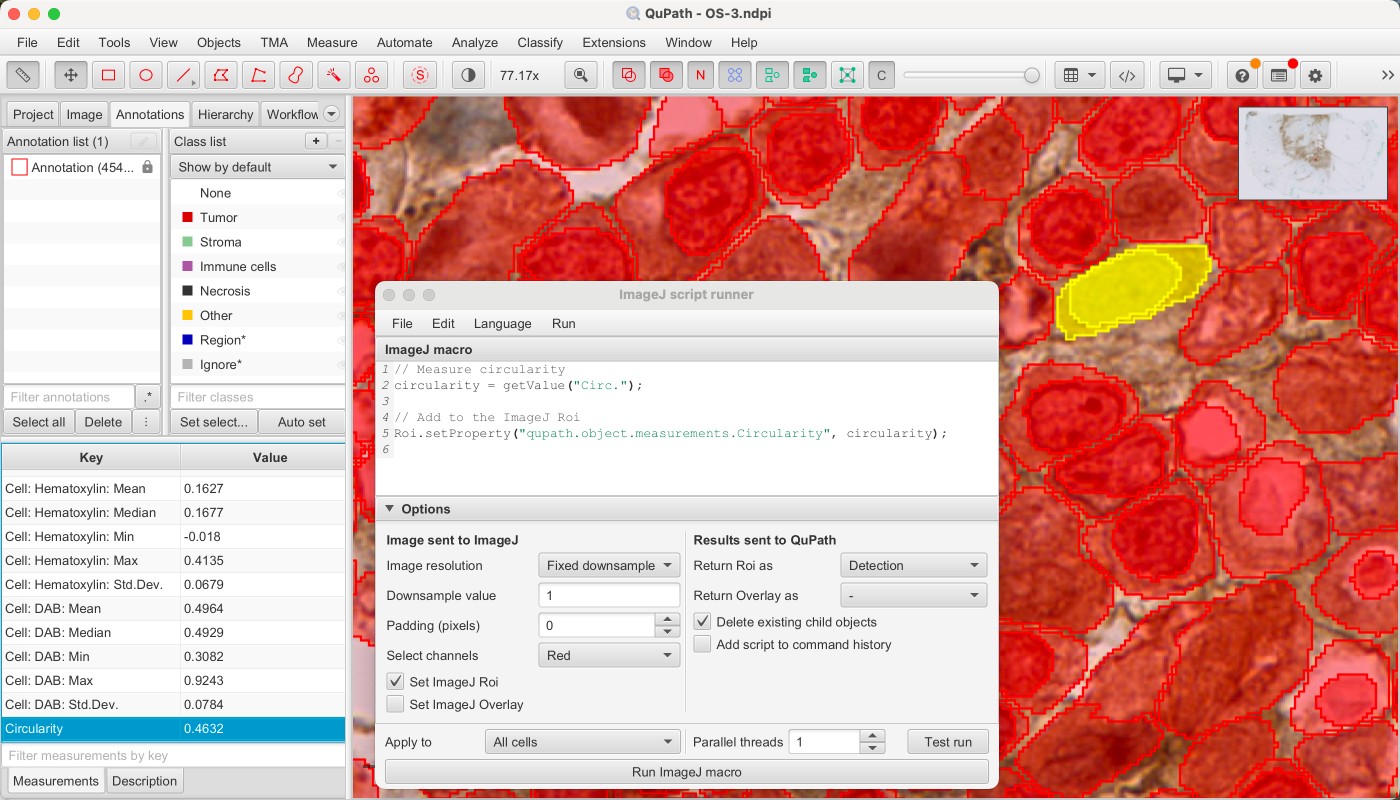 QuPath - OS-3.ndpi
File Edit Tools View Objects TMA Measure Automate Analyze Classify Extensions Window Help
S N C 77.17x
Project Image Annotations Hierarchy Workflow
Annotation list (1)
Annotation (454...
Filter annotations .*
Select all Delete
Class list + -
Show by default
None
Tumor
Stroma
Immune cells
Necrosis
Other
Region*
Ignore*
Filter classes
Set select... Auto set
Key Value
Cell: Hematoxylin: Mean 0.1627
Cell: Hematoxylin: Median 0.1677
Cell: Hematoxylin: Min -0.018
Cell: Hematoxylin: Max 0.4135
Cell: Hematoxylin: Std.Dev. 0.0679
Cell: DAB: Mean 0.4964
Cell: DAB: Median 0.4929
Cell: DAB: Min 0.3082
Cell: DAB: Max 0.9243
Cell: DAB: Std.Dev. 0.0784
Circularity 0.4632
Filter measurements by key
Measurements Description
ImageJ script runner
File Edit Language Run
ImageJ macro
1 // Measure circularity
2 circularity = getValue("Circ.");
3
4 // Add to the ImageJ Roi
5 Roi.setProperty("qupath.object.measurements.Circularity", circularity);
6
Options
Image sent to ImageJ
Image resolution Fixed downsample
Downsample value 1
Padding (pixels) 0
Select channels Red
Set ImageJ Roi
Set ImageJ Overlay
Results sent to QuPath
Return Roi as Detection
Return Overlay as -
Delete existing child objects
Add script to command history
Apply to All cells Parallel threads 1 Test run
Run ImageJ macro